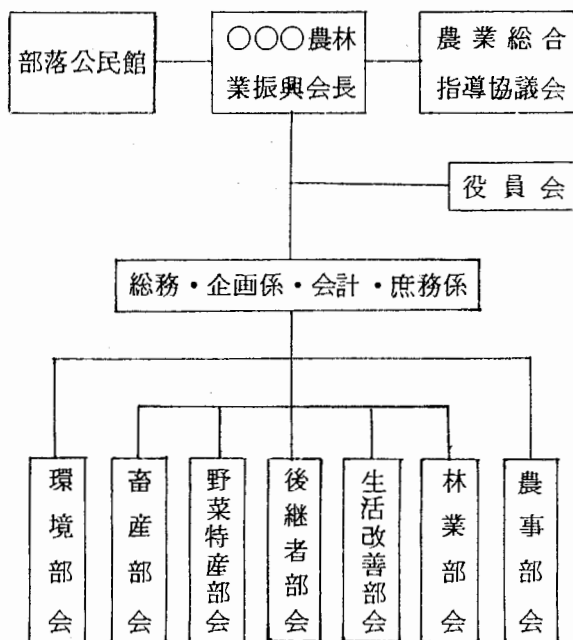 部落公民館
○○○農林
業振興会長
農業総合
指導協議会
役員会
総務・企画係・会計・庶務係
環境部会
畜産部会
野菜特産部会
後継者部会
生活改善部会
林業部会
農事部会